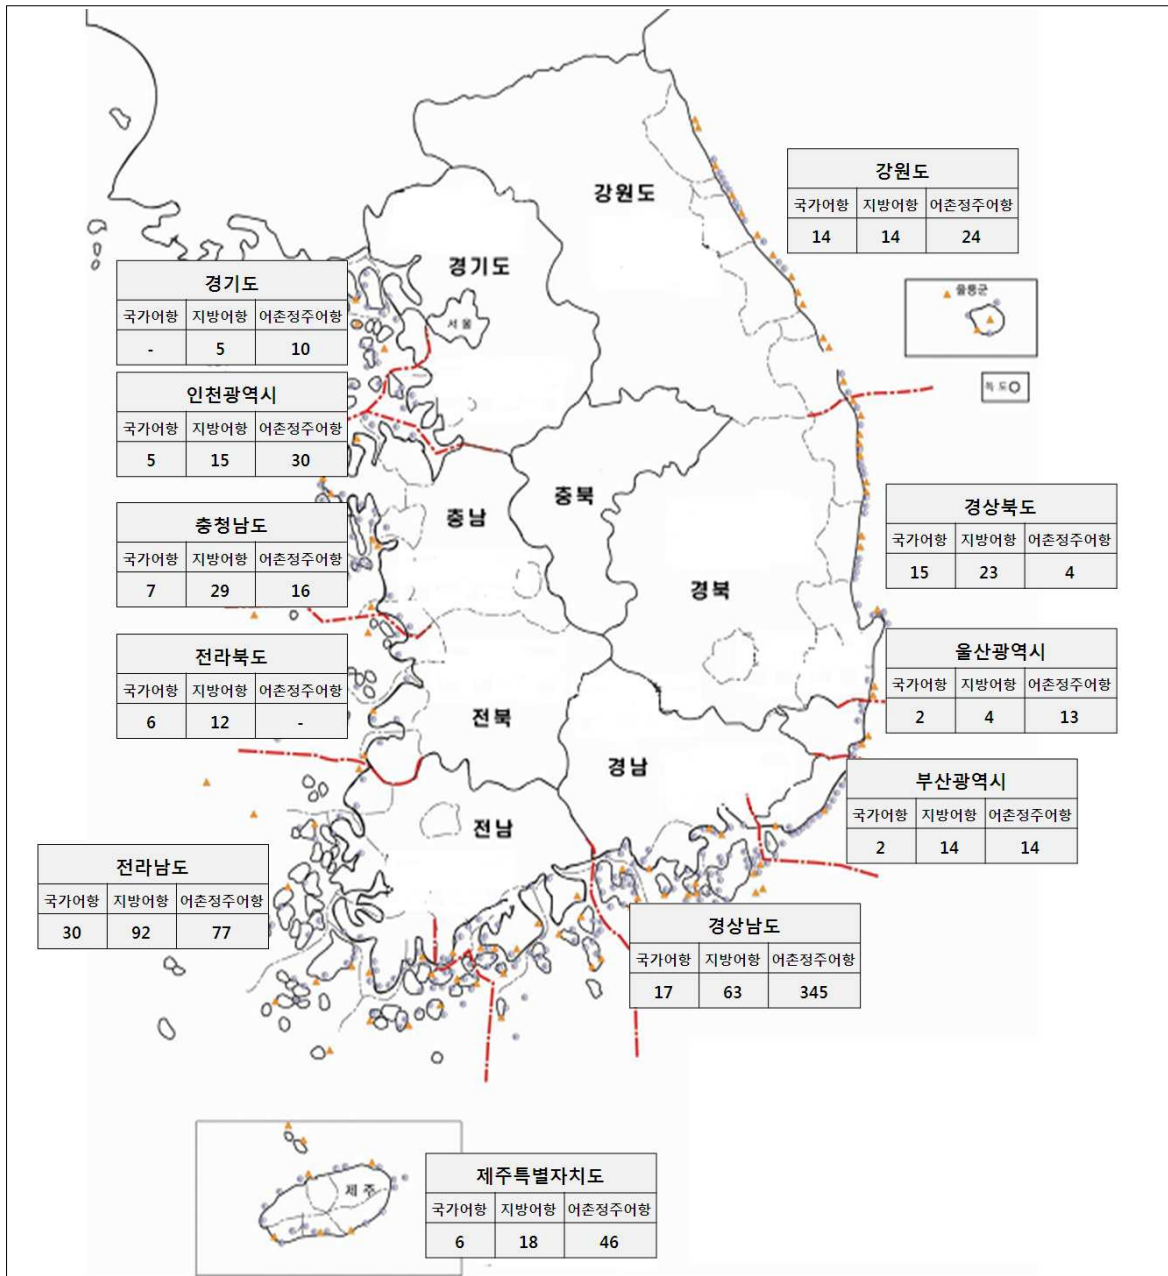 강원도
강원도
국가어항 지방어항 어촌정주어항
14 14 24
울릉군
독도
경기도
서울
경기도
국가어항 지방어항 어촌정주어항
- 5 10
인천광역시
국가어항 지방어항 어촌정주어항
5 15 30
충북
충남
충청남도
국가어항 지방어항 어촌정주어항
7 29 16
경북
경상북도
국가어항 지방어항 어촌정주어항
15 23 4
전라북도
국가어항 지방어항 어촌정주어항
6 12 -
전북
울산광역시
국가어항 지방어항 어촌정주어항
2 4 13
경남
부산광역시
국가어항 지방어항 어촌정주어항
2 14 14
전남
전라남도
국가어항 지방어항 어촌정주어항
30 92 77
경상남도
국가어항 지방어항 어촌정주어항
17 63 345
제주
제주특별자치도
국가어항 지방어항 어촌정주어항
6 18 46